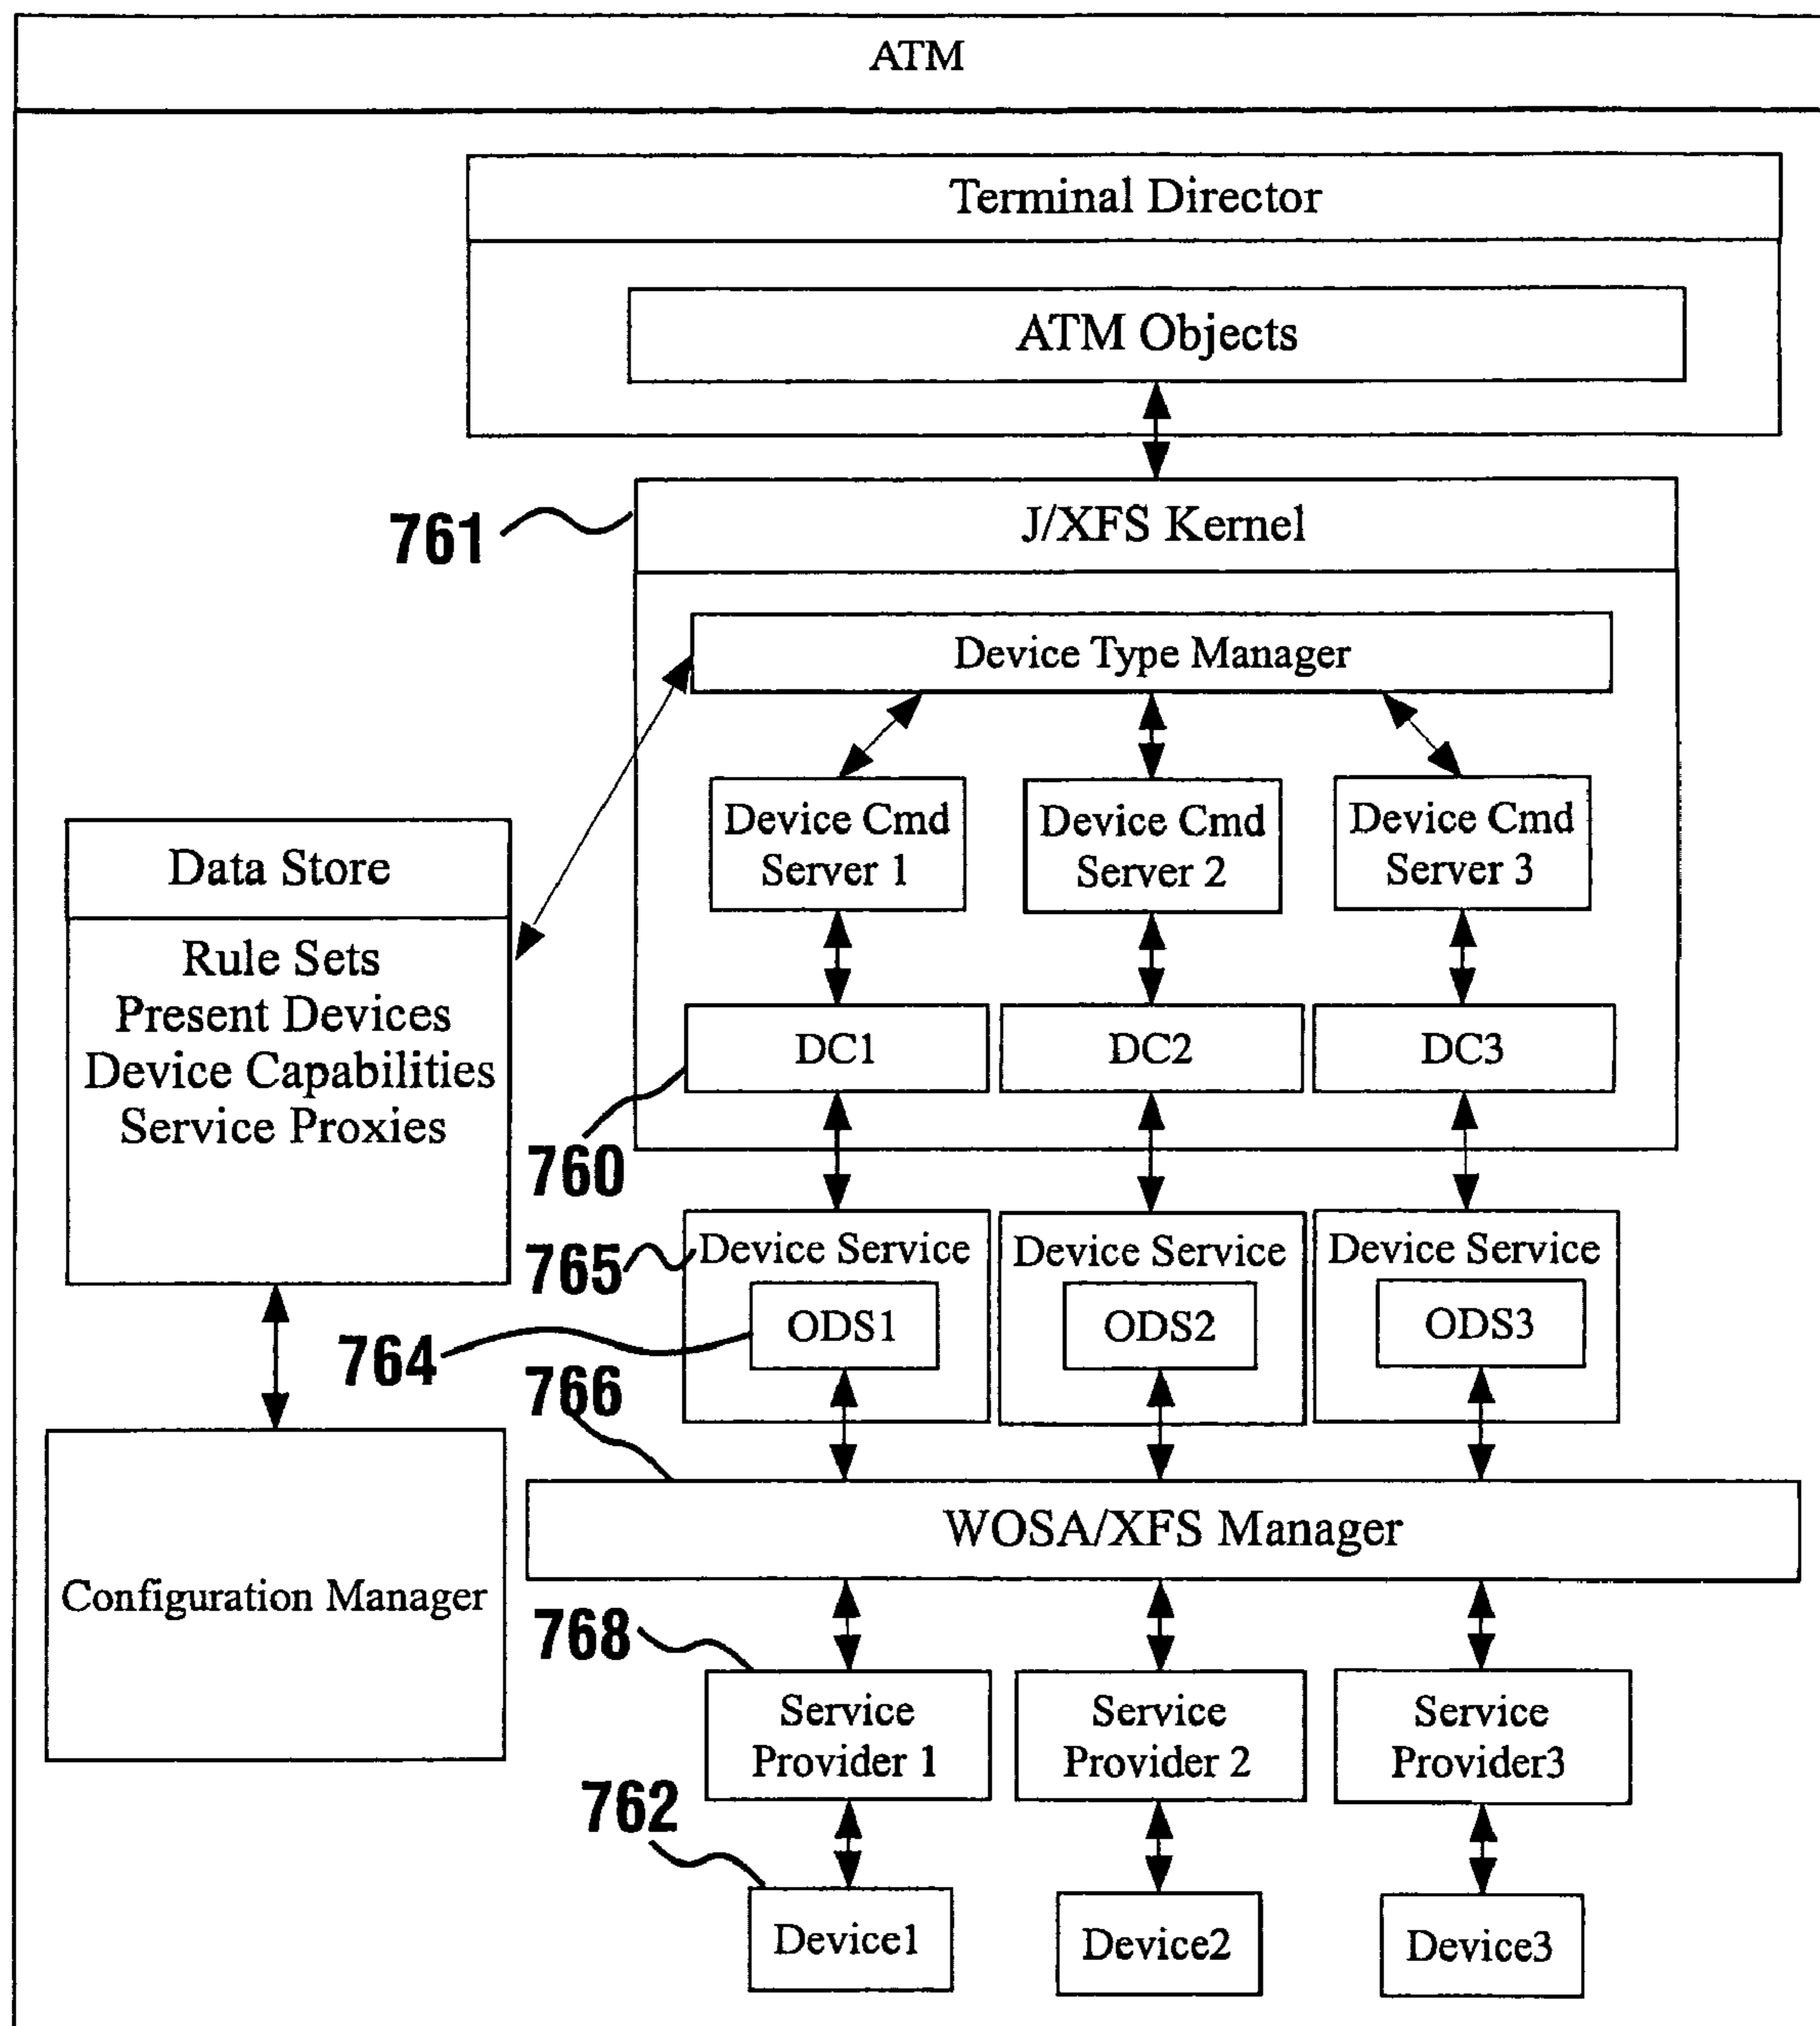 ATM
Terminal Director
ATM Objects
761
J/XFS Kernel
Device Type Manager
Device Cmd
Server 1
Device Cmd
Server 2
Device Cmd
Server 3
Data Store
Rule Sets
Present Devices
Device Capabilities
Service Proxies
DC1
DC2
DC3
760
765
Device Service
ODS1
Device Service
ODS2
Device Service
ODS3
764
766
WOSA/XFS Manager
Configuration Manager
768
Service
Provider 1
Service
Provider 2
Service
Provider3
762
Device1
Device2
Device3